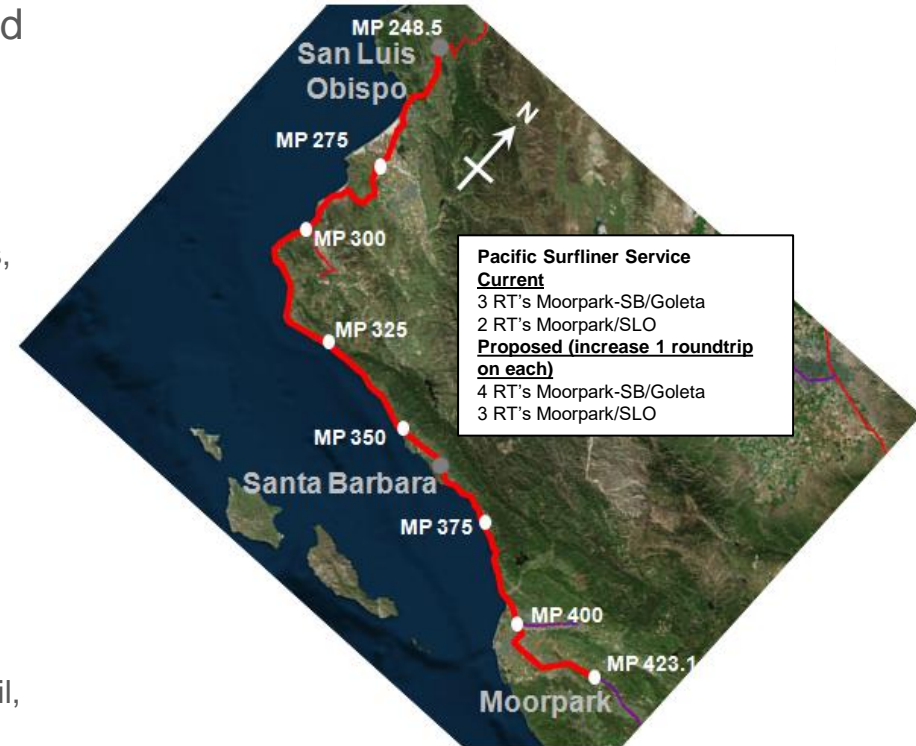 d
MP 248.5
San Luis
Obispo
MP 275
N
s,
MP 300
Pacific Surfliner Service
Current
3 RT's Moorpark-SB/Goleta
2 RT's Moorpark/SLO
Proposed (increase 1 roundtrip
on each)
4 RT's Moorpark-SB/Goleta
3 RT's Moorpark/SLO
MP 325
MP 350
Santa Barbara
MP 375
MP 400
MP 423.1
il,
Moorpark